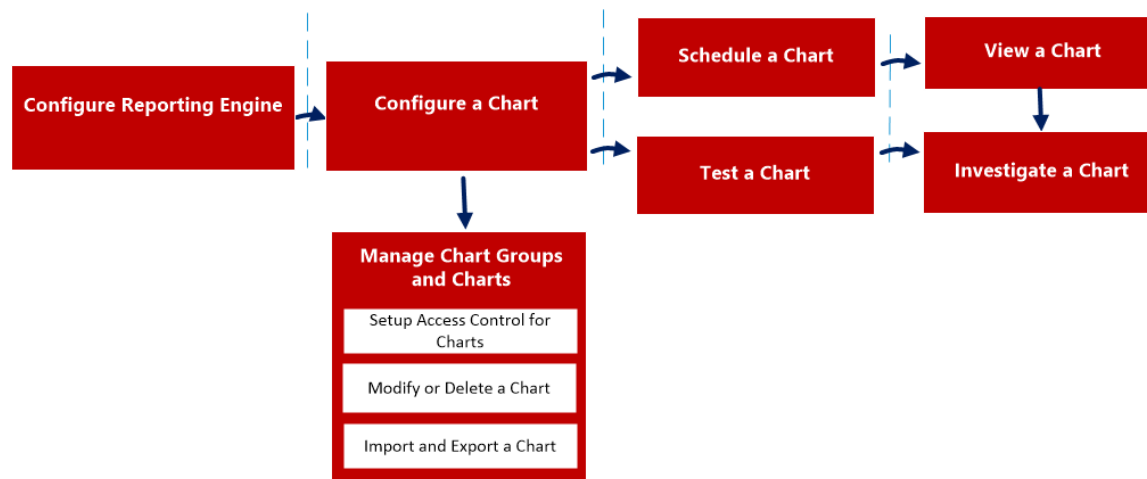 Configure Reporting Engine
Configure a Chart
Schedule a Chart
View a Chart
Test a Chart
Investigate a Chart
Manage Chart Groups
and Charts
Setup Access Control for
Charts
Modify or Delete a Chart
Import and Export a Chart